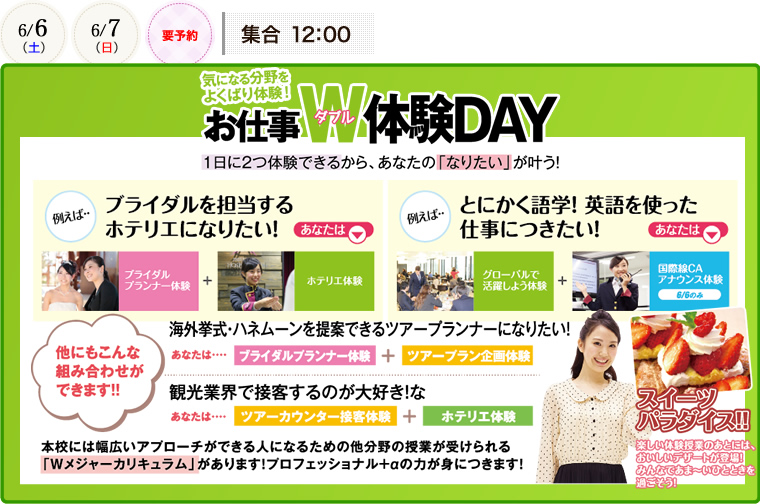 6/6
(土)
6/7
(日)
要予約
集合 12:00
気になる分野を
よくばり体験!
お仕事Wダブル体験DAY
1日に2つ体験できるから、あなたの「なりたい」が叶う!
例えば‥
ブライダルを担当する
ホテリエになりたい!
あなたは
ブライダル
プランナー体験
+
ホテリエ体験
例えば‥
とにかく語学! 英語を使った
仕事につきたい!
あなたは
グローバルで
活躍しよう体験
+
国際線CA
アナウンス体験
6/6のみ
他にもこんな
組み合わせが
できます!!
海外挙式・ハネムーンを提案できるツアープランナーになりたい!
あなたは‥‥ ブライダルプランナー体験 + ツアープラン企画体験
観光業界で接客するのが大好き!な
あなたは‥‥ ツアーカウンター接客体験 + ホテリエ体験
本校には幅広いアプローチができる人になるための他分野の授業が受けられる
「Wメジャーカリキュラム」があります!プロフェッショナル+αの力が身につきます!
スイーツ
パラダイス!!
楽しい体験授業のあとには、
おいしいデザートが登場!
みんなであま〜いひとときを
過ごそう!